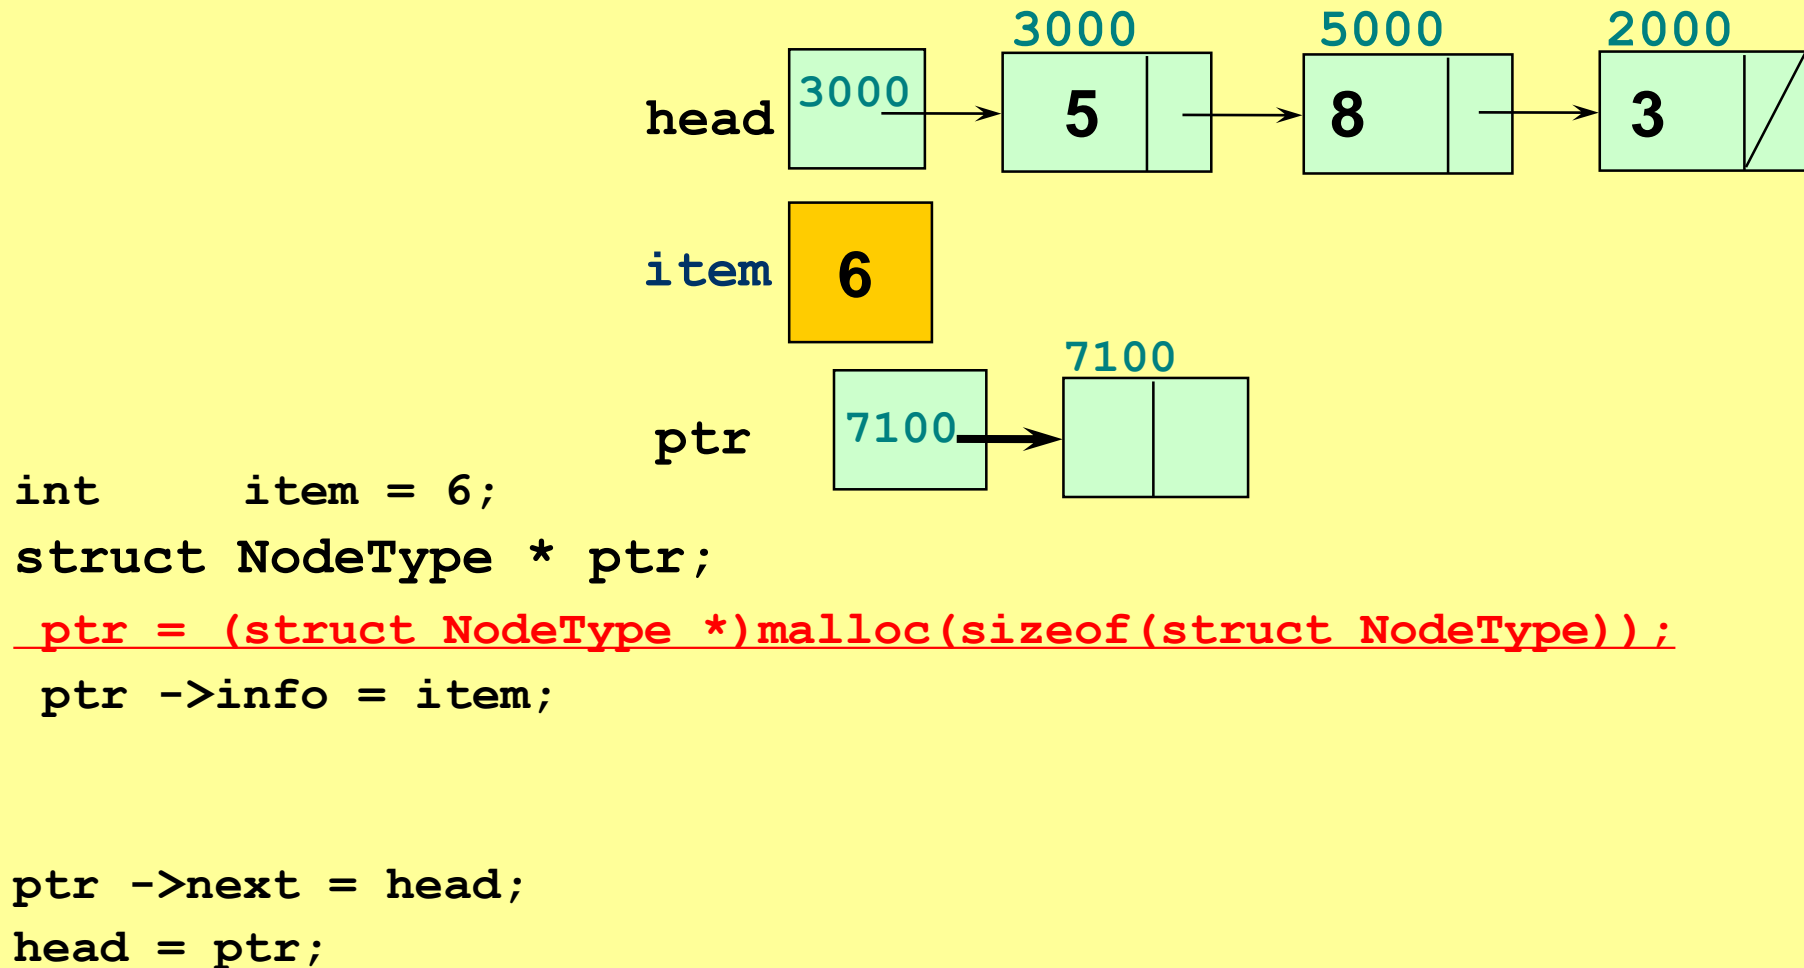 3000 5000 2000
head 3000 5 8 3
item 6
7100
ptr 7100
int item = 6;
struct NodeType * ptr;
ptr = (struct NodeType *)malloc(sizeof(struct NodeType));
ptr ->info = item;
ptr ->next = head;
head = ptr;